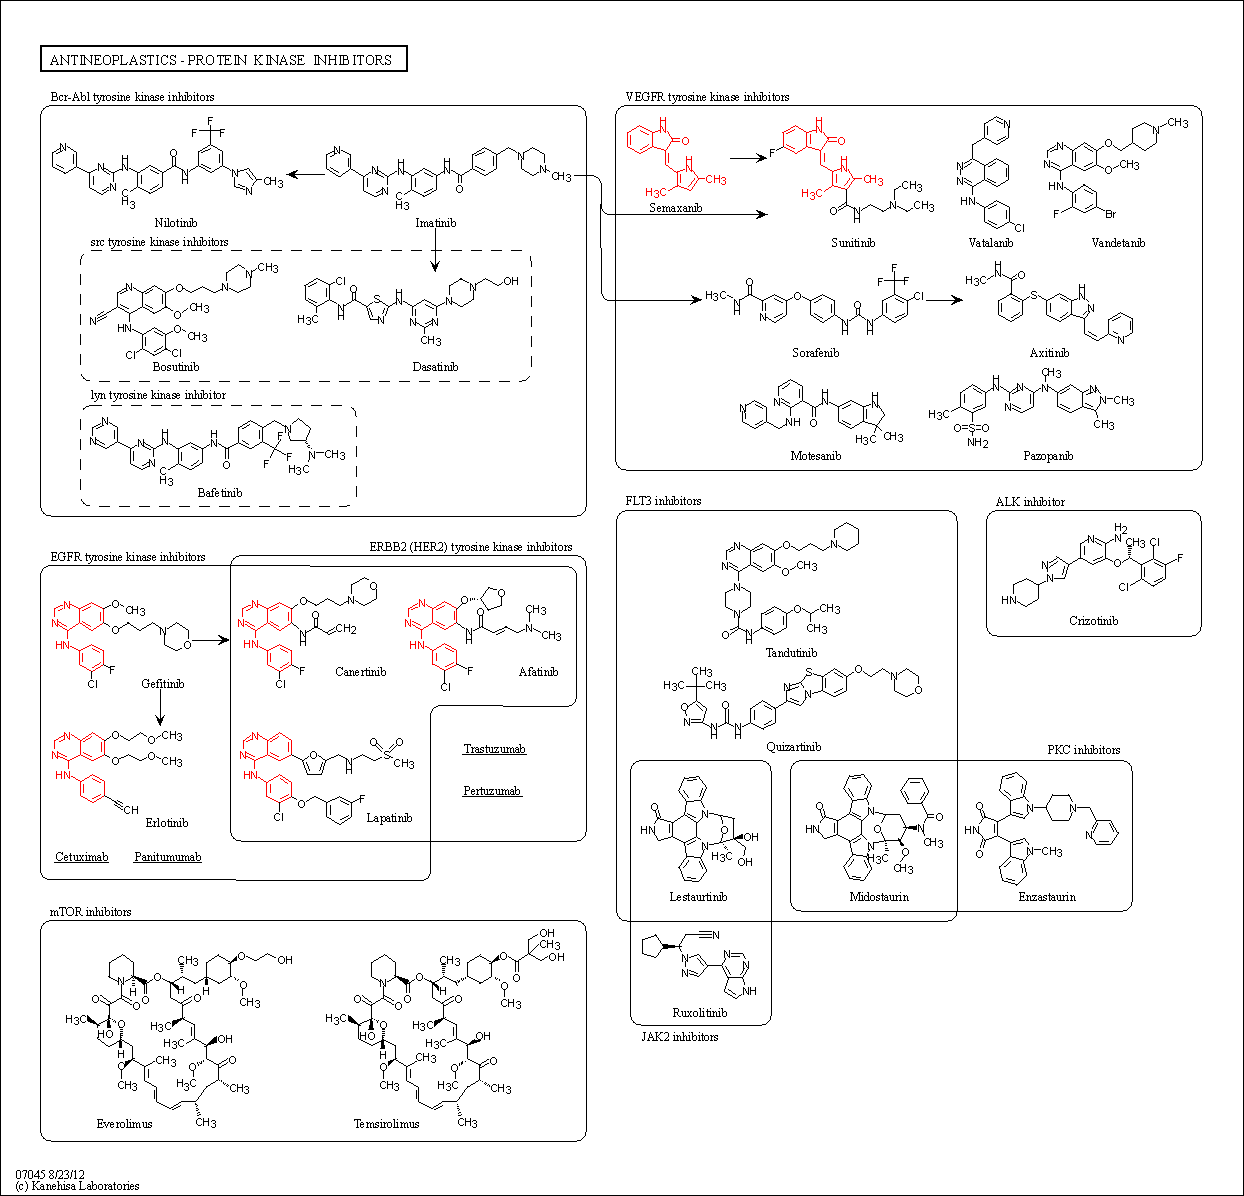 ANTINEOPLASTICS - PROTEIN KINASE INHIBITORS
Bcr-Abl tyrosine kinase inhibitors
Nilotinib
Imatinib
src tyrosine kinase inhibitors
Bosutinib
Dasatinib
lyn tyrosine kinase inhibitor
Bafetinib
VEGFR tyrosine kinase inhibitors
Semaxanib
Sunitinib
Vatalanib
Vandetanib
Sorafenib
Axitinib
Motesanib
Pazopanib
EGFR tyrosine kinase inhibitors
ERBB2 (HER2) tyrosine kinase inhibitors
Gefitinib
Canertinib
Afatinib
Erlotinib
Lapatinib
Trastuzumab
Pertuzumab
Cetuximab
Panitumumab
FLT3 inhibitors
Tandutinib
Quizartinib
ALK inhibitor
Crizotinib
PKC inhibitors
Lestaurtinib
Midostaurin
Enzastaurin
Ruxolitinib
JAK2 inhibitors
mTOR inhibitors
Everolimus
Temsirolimus
07045 8/23/12
(c) Kanehisa Laboratories